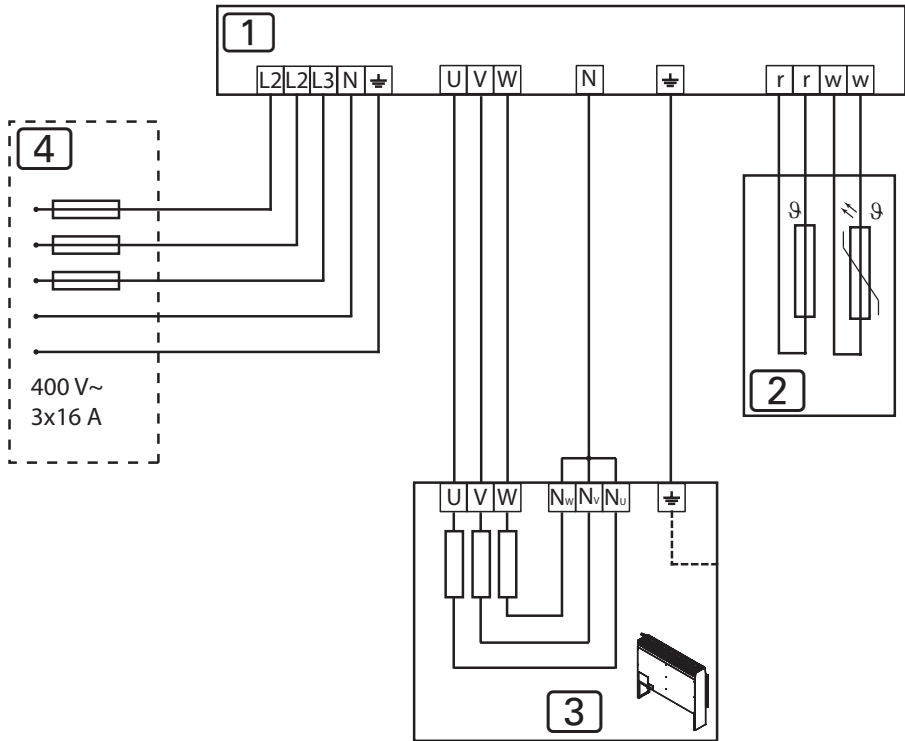 1
L2 L2 L3 N ⏚ U V W N ⏚ r r w w
4
ϑ ϑ
400 V~
3x16 A
2
U V W Nw Nv Nu ⏚
3